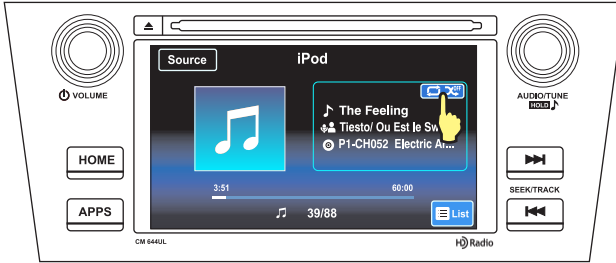 Source
iPod
OFF
VOLUME
AUDIO/TUNE
HOLD
The Feeling
Tiesto/ Ou Est le Sw
P1-CH052 Electric Ar...
HOME
3:51
60:00
SEEK/TRACK
APPS
39/88
List
CM 644UL
HD Radio